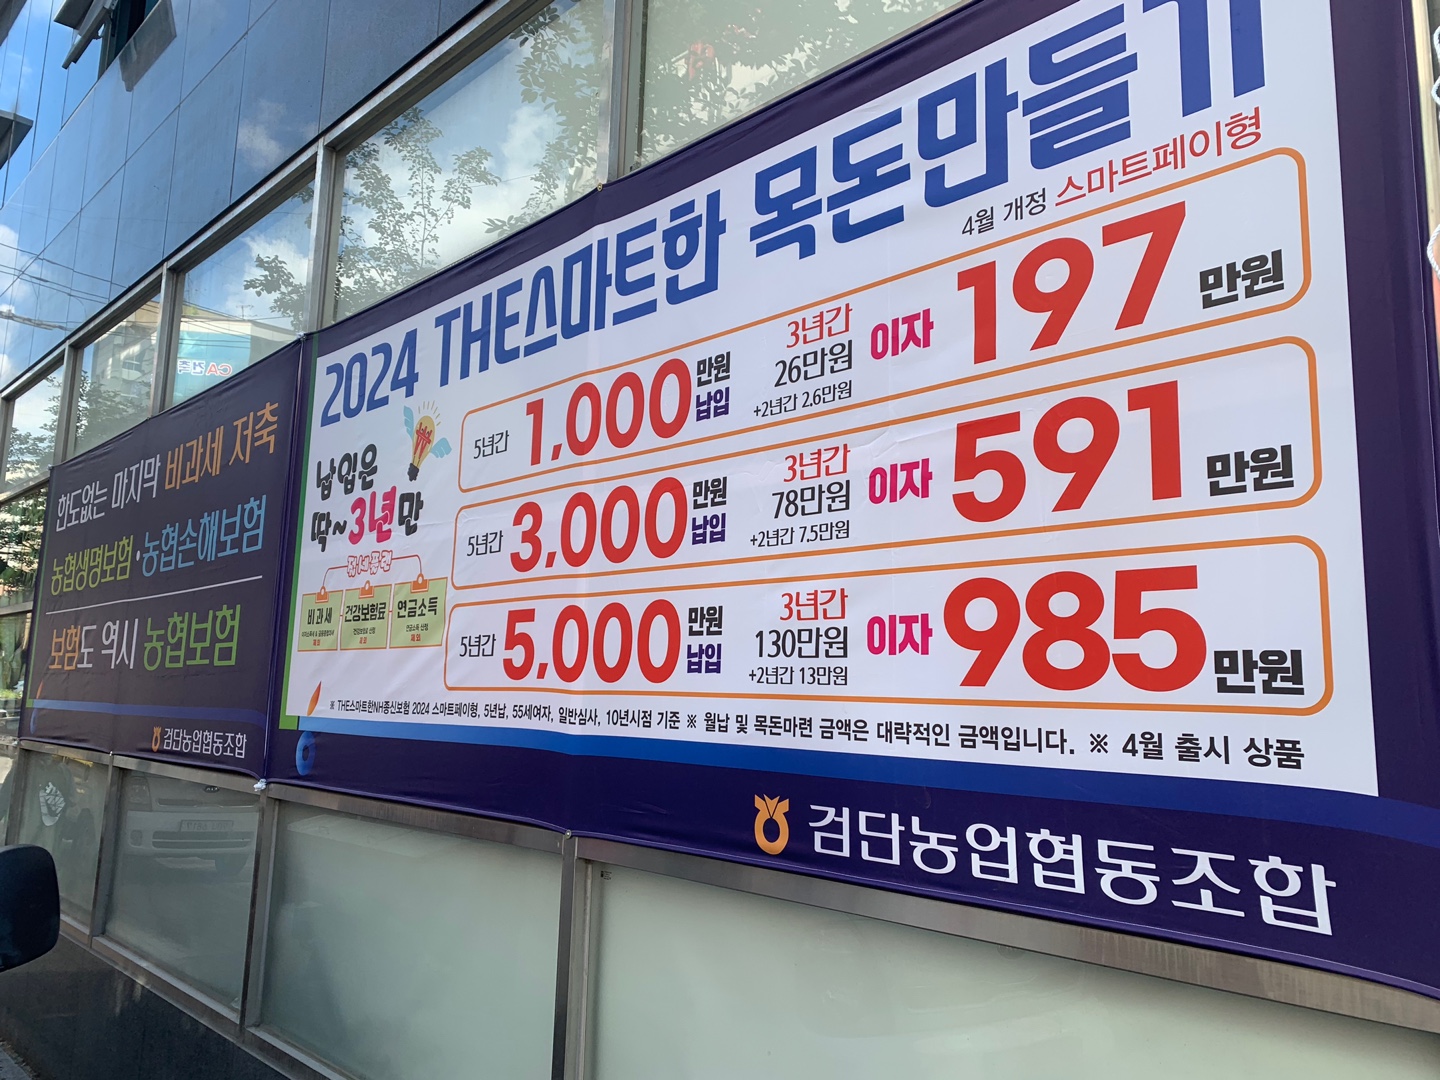 2024 THE스마트한 목돈만들기
4월 개정 스마트페이형
납입은
딱~3년만
절세품권
비과세
건강보험료
연금소득
제외
제외
제외
5년간 1,000 만원 납입
3년간
26만원
+2년간 2.6만원
이자 197 만원
5년간 3,000 만원 납입
3년간
78만원
+2년간 7.5만원
이자 591 만원
5년간 5,000 만원 납입
3년간
130만원
+2년간 13만원
이자 985 만원
※ THE스마트한NH종신보험 2024 스마트페이형, 5년납, 55세여자, 일반심사, 10년시점 기준 ※ 월납 및 목돈마련 금액은 대략적인 금액입니다. ※ 4월 출시 상품
검단농업협동조합
한도없는 마지막 비과세 저축
농협생명보험·농협손해보험
보험도 역시 농협보험
검단농업협동조합